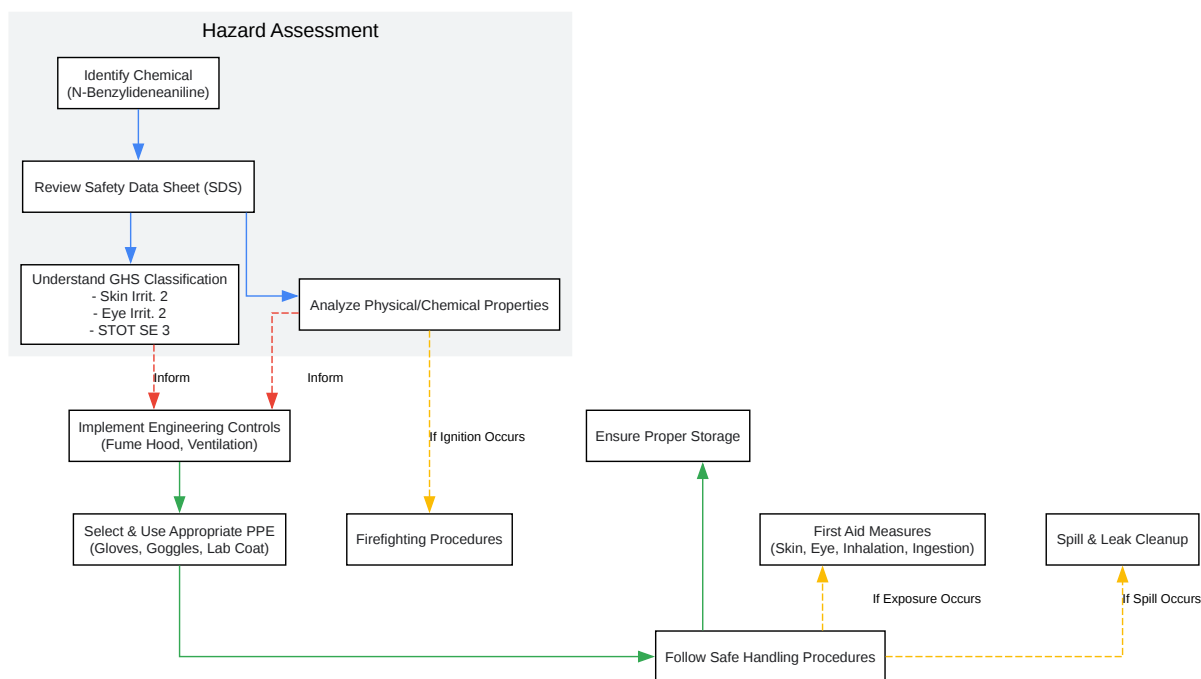 Hazard Assessment
Identify Chemical
(N-Benzylideneaniline)
Review Safety Data Sheet (SDS)
Understand GHS Classification
- Skin Irrit. 2
- Eye Irrit. 2
- STOT SE 3
Analyze Physical/Chemical Properties
Inform
Inform
Implement Engineering Controls
(Fume Hood, Ventilation)
If Ignition Occurs
Ensure Proper Storage
Select & Use Appropriate PPE
(Gloves, Goggles, Lab Coat)
Firefighting Procedures
First Aid Measures
(Skin, Eye, Inhalation, Ingestion)
Spill & Leak Cleanup
If Exposure Occurs
If Spill Occurs
Follow Safe Handling Procedures